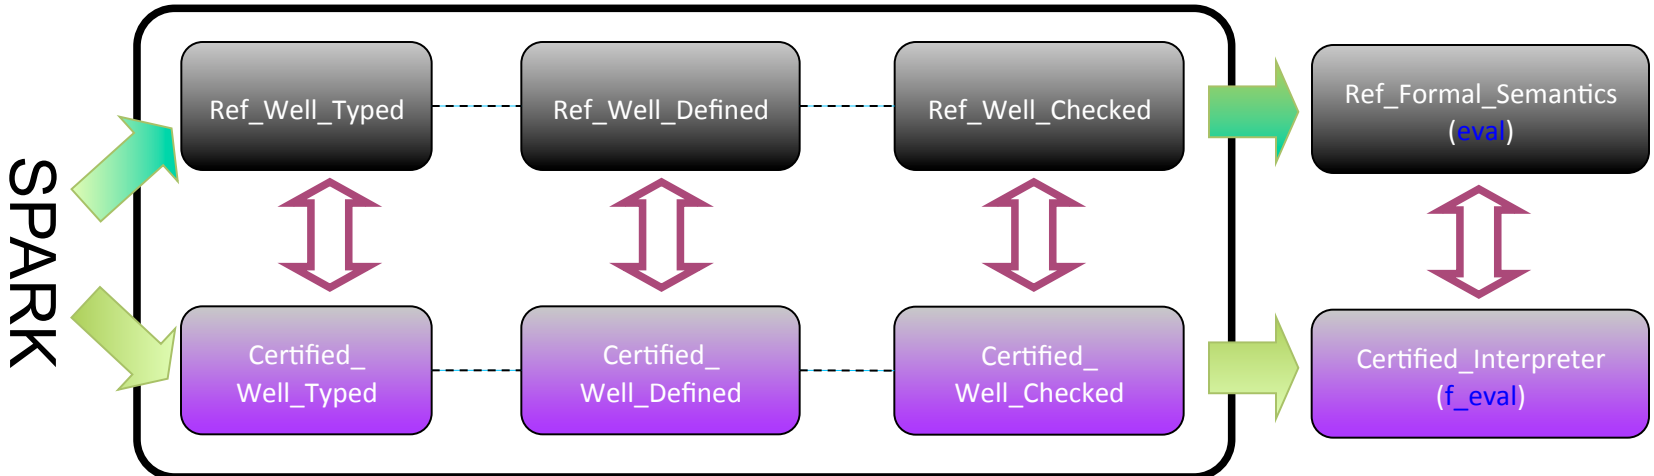 SPARK
Ref_Well_Typed
Ref_Well_Defined
Ref_Well_Checked
Ref_Formal_Semantics
(eval)
Certified_
Well_Typed
Certified_
Well_Defined
Certified_
Well_Checked
Certified_Interpreter
(f_eval)